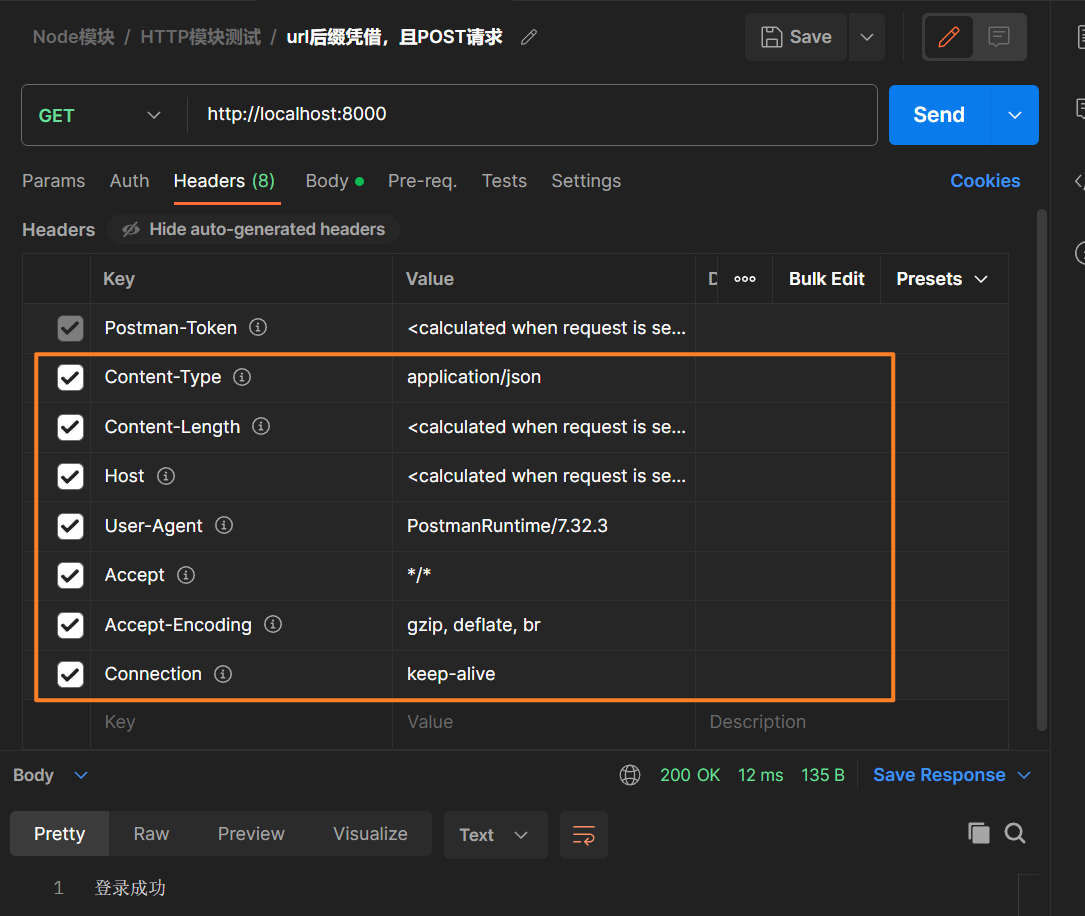 Node模块 / HTTP模块测试 / url后缀凭借，且POST请求 Save
GET http://localhost:8000 Send
Params Auth Headers (8) Body Pre-req. Tests Settings Cookies
Headers Hide auto-generated headers
Key Value D Bulk Edit Presets
Postman-Token <calculated when request is se...
Content-Type application/json
Content-Length <calculated when request is se...
Host <calculated when request is se...
User-Agent PostmanRuntime/7.32.3
Accept */*
Accept-Encoding gzip, deflate, br
Connection keep-alive
Key Value Description
Body 200 OK 12 ms 135 B Save Response
Pretty Raw Preview Visualize Text
1 登录成功